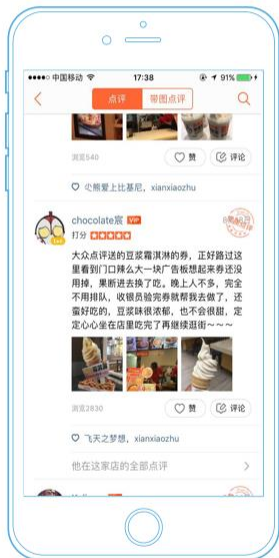 中国移动 17:38 91%
点评 带图点评
浏览540 赞 评论
尐熊爱上比基尼，xianxiaozhu
chocolate宸 VIP
打分
大众点评送的豆浆霜淇淋的券，正好路过这
里看到门口辣么大一块广告板想起来券还没
用掉，果断进去换了吃。晚上人不多，完全
不用排队，收银员验完券就帮我去做了，还
蛮好吃的，豆浆味很浓郁，也不会很甜，定
定心心坐在店里吃完了再继续逛街～～～
浏览2830 赞 评论
飞天之梦想，xianxiaozhu
他在这家店的全部点评